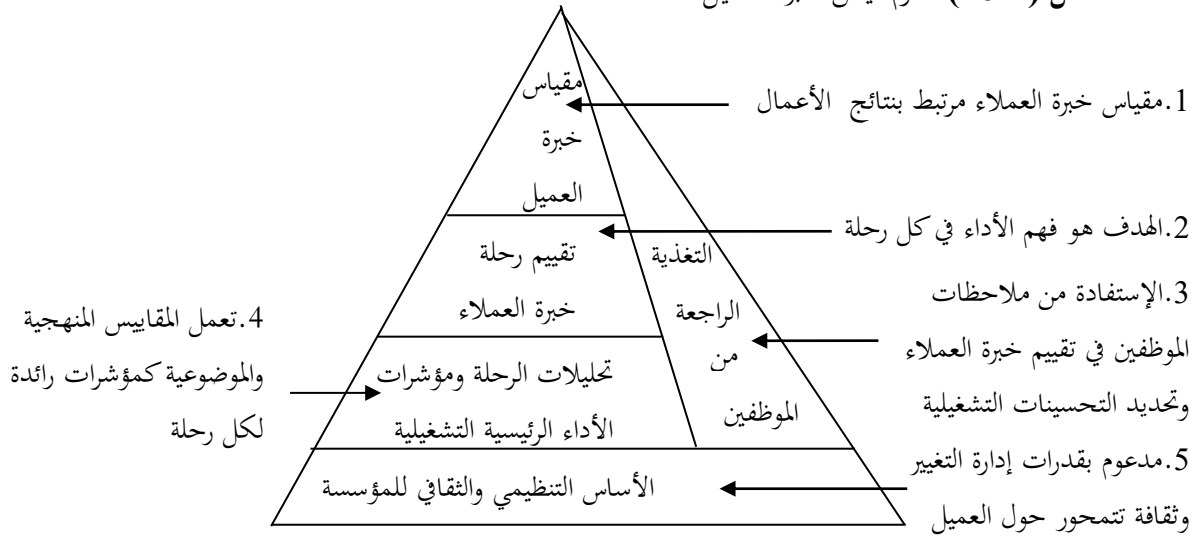 مقياس
خبرة
العميل
1.مقياس خبرة العملاء مرتبط بنتائج الأعمال
تقييم رحلة
خبرة العملاء
2.الهدف هو فهم الأداء في كل رحلة
التغذية
الراجعة
من
الموظفين
3.الإستفادة من ملاحظات
الموظفين في تقييم خبرة العملاء
وتحديد التحسينات التشغيلية
تحليلات الرحلة ومؤشرات
الأداء الرئيسية التشغيلية
4.تعمل المقاييس المنهجية
والموضوعية كمؤشرات رائدة
لكل رحلة
الأساس التنظيمي والثقافي للمؤسسة
5.مدعوم بقدرات إدارة التغيير
وثقافة تتمحور حول العميل